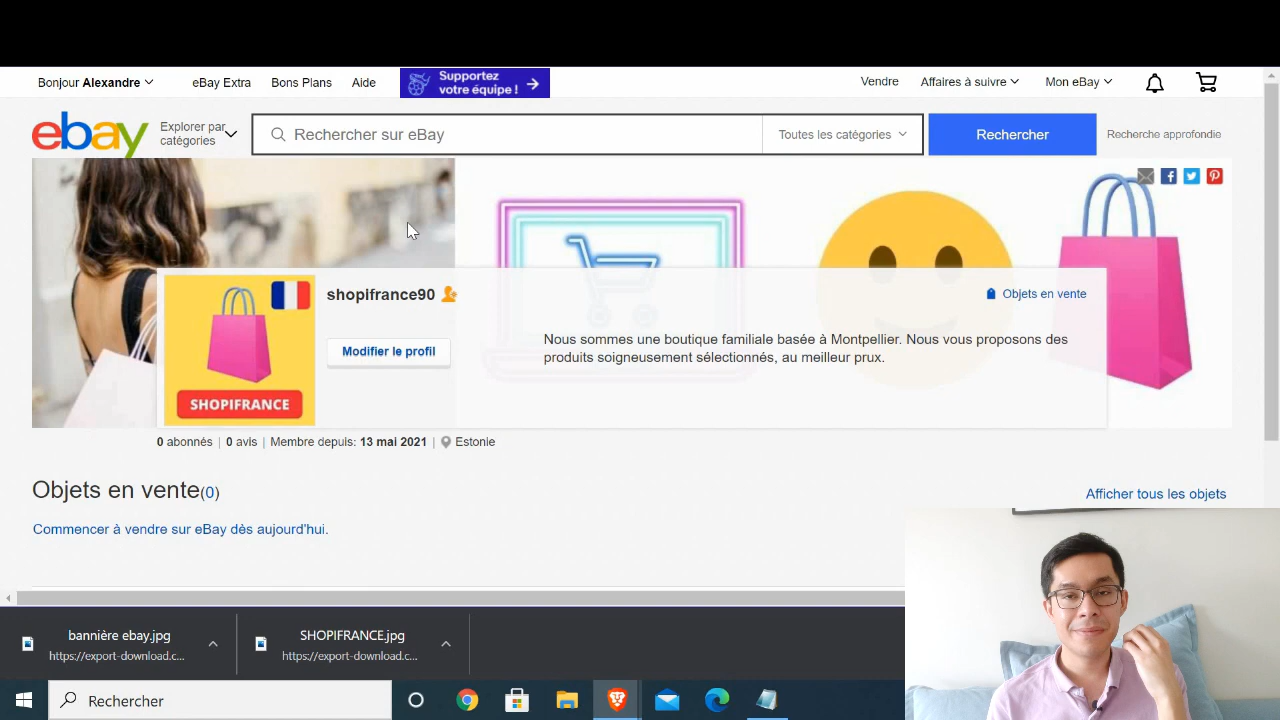 Bonjour Alexandre
eBay Extra
Bons Plans
Aide
Supportez
votre équipe !
Vendre
Affaires à suivre
Mon eBay
ebay
Explorer par
catégories
Rechercher sur eBay
Toutes les catégories
Rechercher
Recherche approfondie
SHOPIFRANCE
shopifrance90
Modifier le profil
Objets en vente
Nous sommes une boutique familiale basée à Montpellier. Nous vous proposons des
produits soigneusement sélectionnés, au meilleur prux.
0 abonnés | 0 avis | Membre depuis: 13 mai 2021 | Estonie
Objets en vente(0)
Afficher tous les objets
Commencer à vendre sur eBay dès aujourd'hui.
bannière ebay.jpg
https://export-download.c...
SHOPIFRANCE.jpg
https://export-download.c...
Rechercher